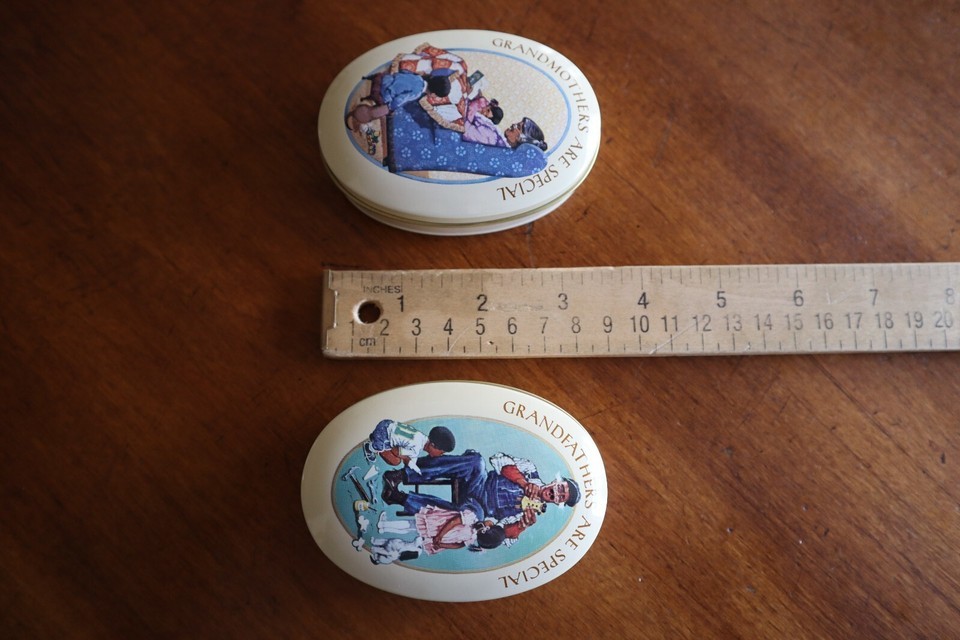 GRANDMOTHERS ARE SPECIAL
INCHES
1 2 3 4 5 6 7 8
1 2 3 4 5 6 7 8 9 10 11 12 13 14 15 16 17 18 19 20
cm
GRANDFATHERS ARE SPECIAL